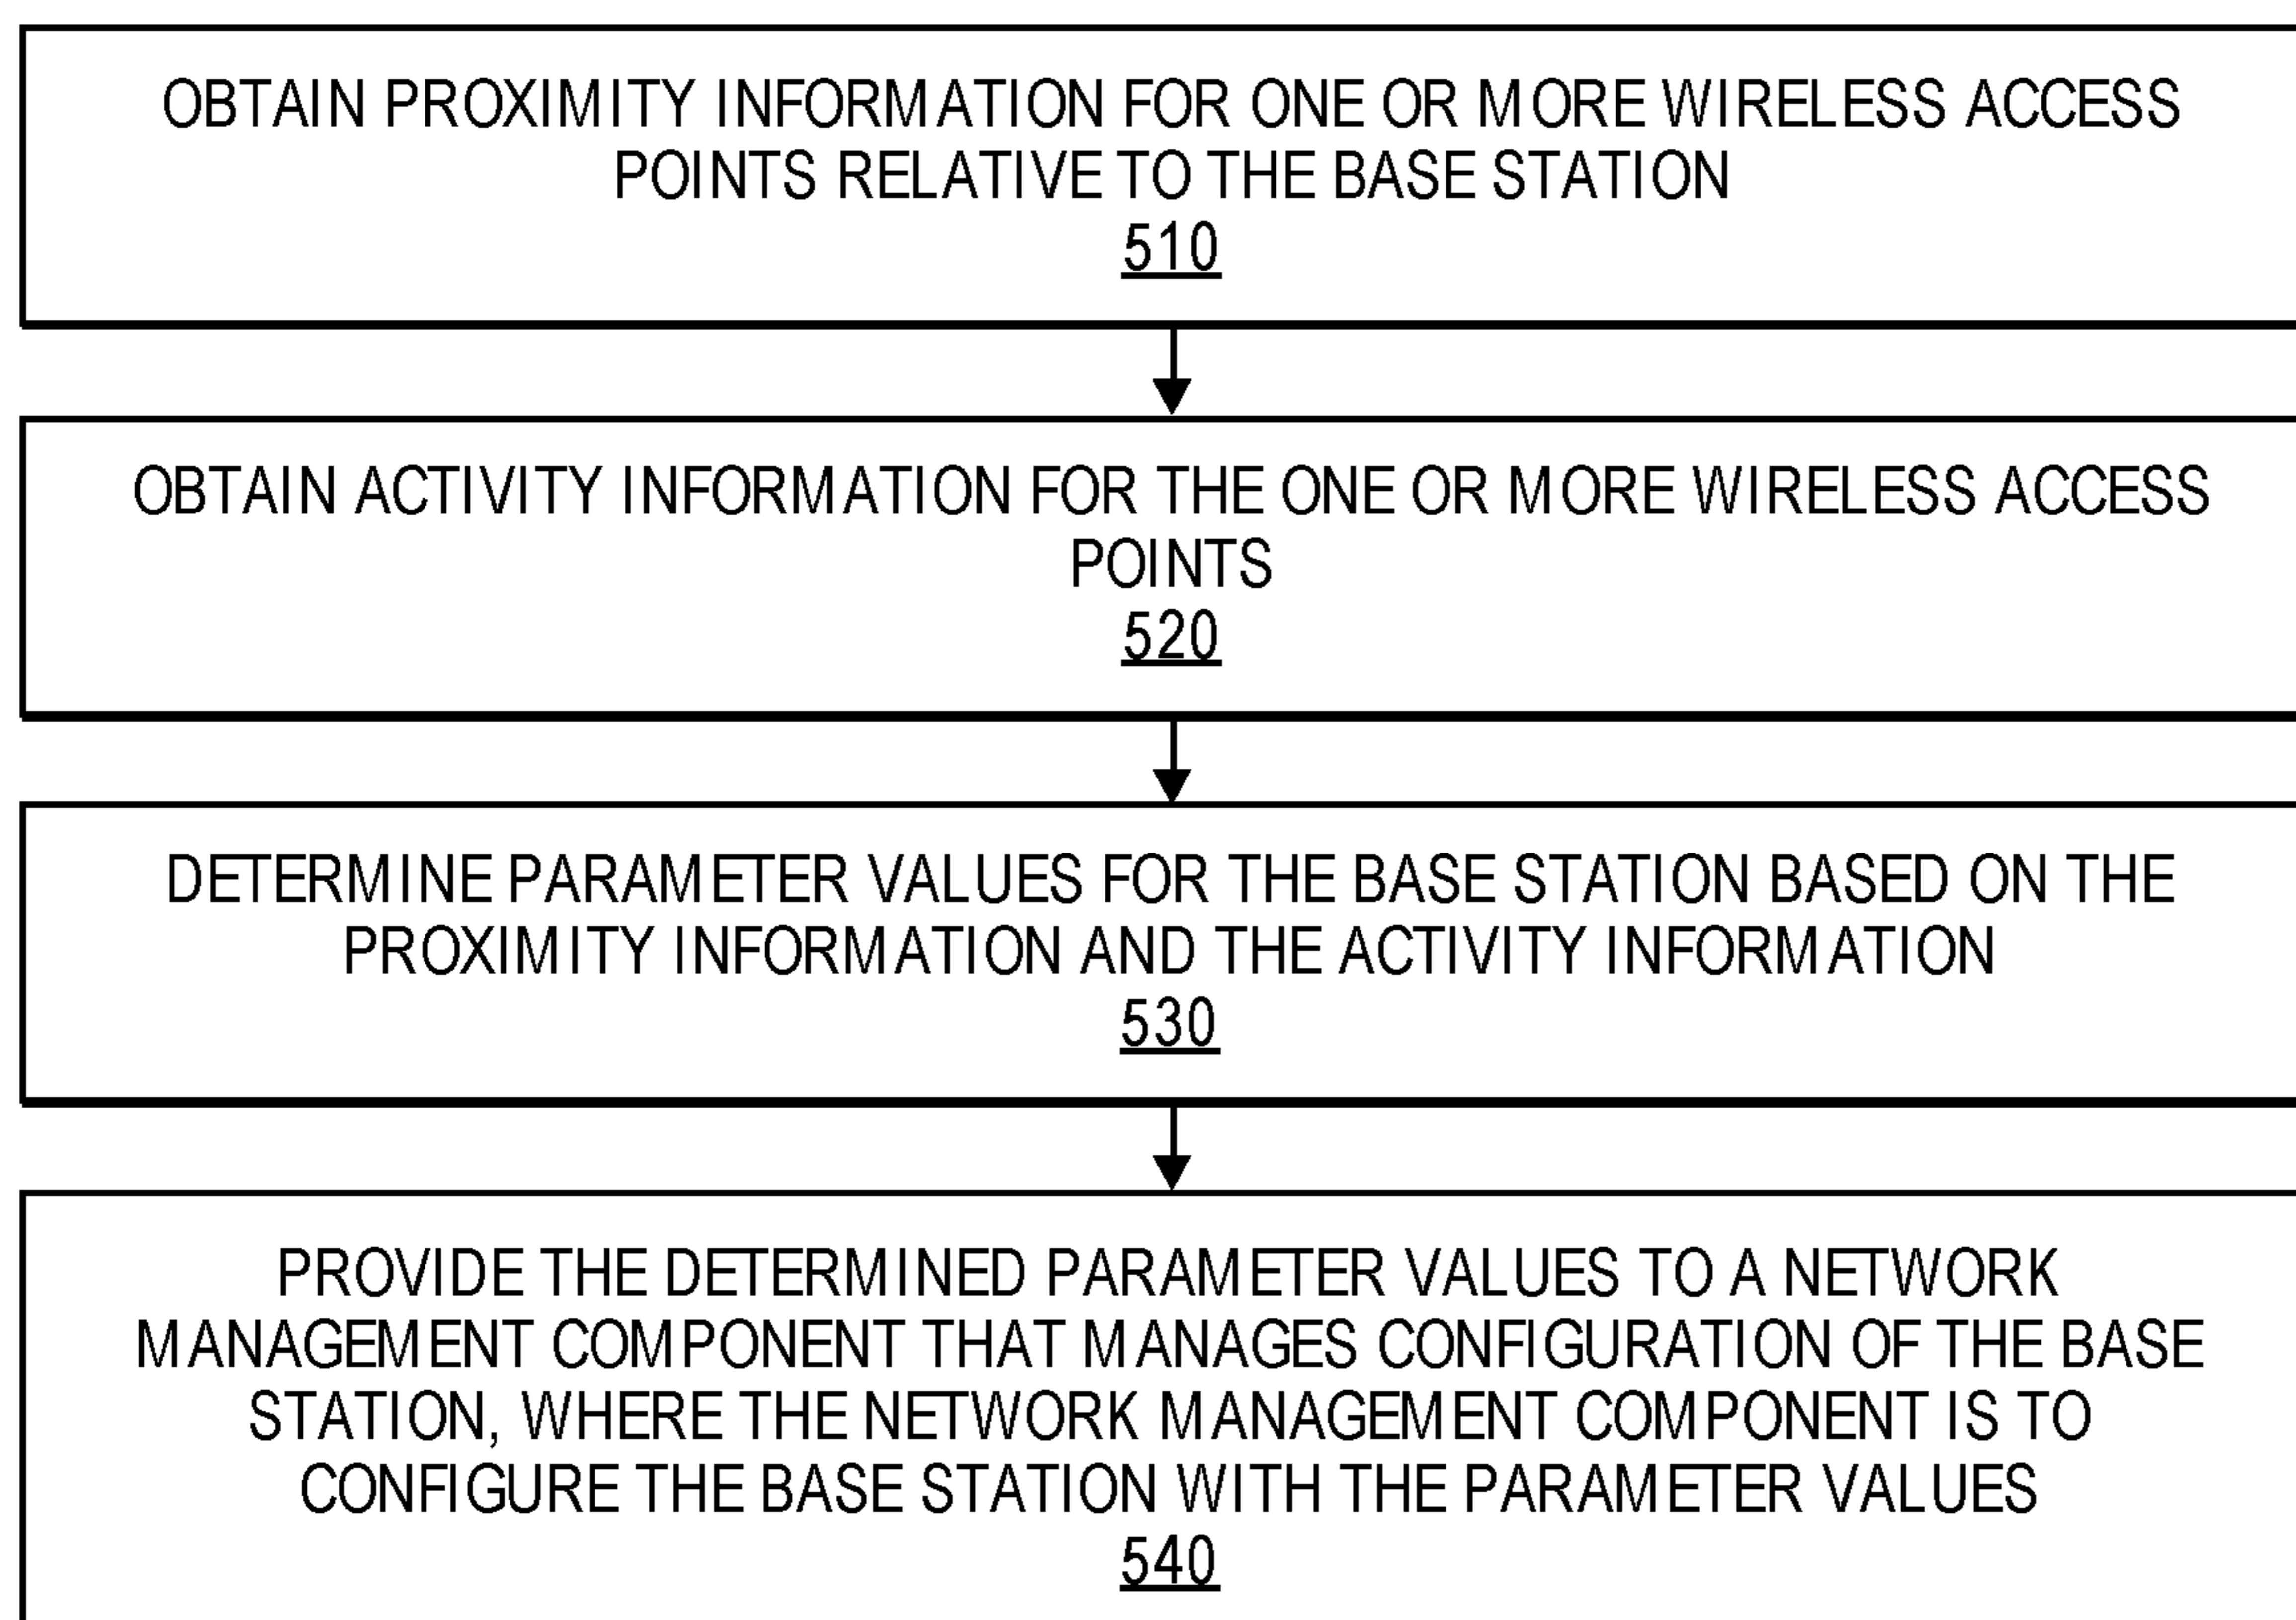 OBTAIN PROXIMITY INFORMATION FOR ONE OR MORE WIRELESS ACCESS
POINTS RELATIVE TO THE BASE STATION
510
OBTAIN ACTIVITY INFORMATION FOR THE ONE OR MORE WIRELESS ACCESS
POINTS
520
DETERMINE PARAMETER VALUES FOR THE BASE STATION BASED ON THE
PROXIMITY INFORMATION AND THE ACTIVITY INFORMATION
530
PROVIDE THE DETERMINED PARAMETER VALUES TO A NETWORK
MANAGEMENT COMPONENT THAT MANAGES CONFIGURATION OF THE BASE
STATION, WHERE THE NETWORK MANAGEMENT COMPONENT IS TO
CONFIGURE THE BASE STATION WITH THE PARAMETER VALUES
540